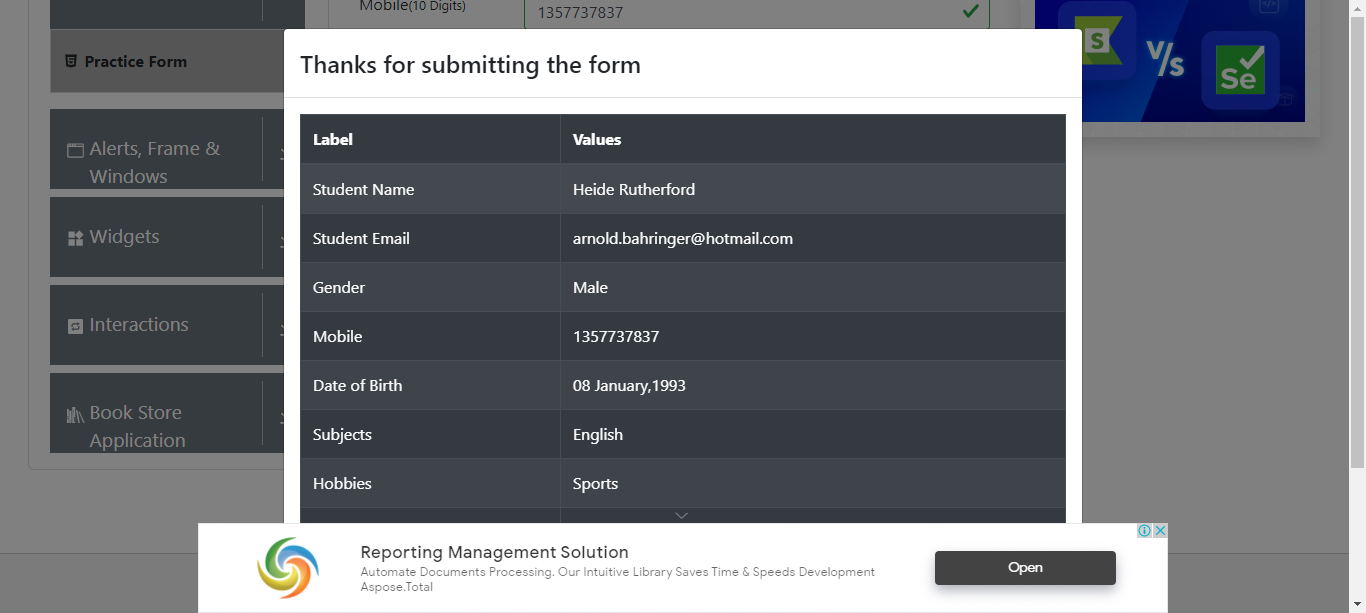 Mobile(10 Digits)
1357737837
Practice Form
Alerts, Frame &
Windows
Widgets
Interactions
Book Store
Application
Thanks for submitting the form
Label Values
Student Name Heide Rutherford
Student Email arnold.bahringer@hotmail.com
Gender Male
Mobile 1357737837
Date of Birth 08 January,1993
Subjects English
Hobbies Sports
S
V/s
Se
Reporting Management Solution
Automate Documents Processing. Our Intuitive Library Saves Time & Speeds Development
Aspose.Total
Open